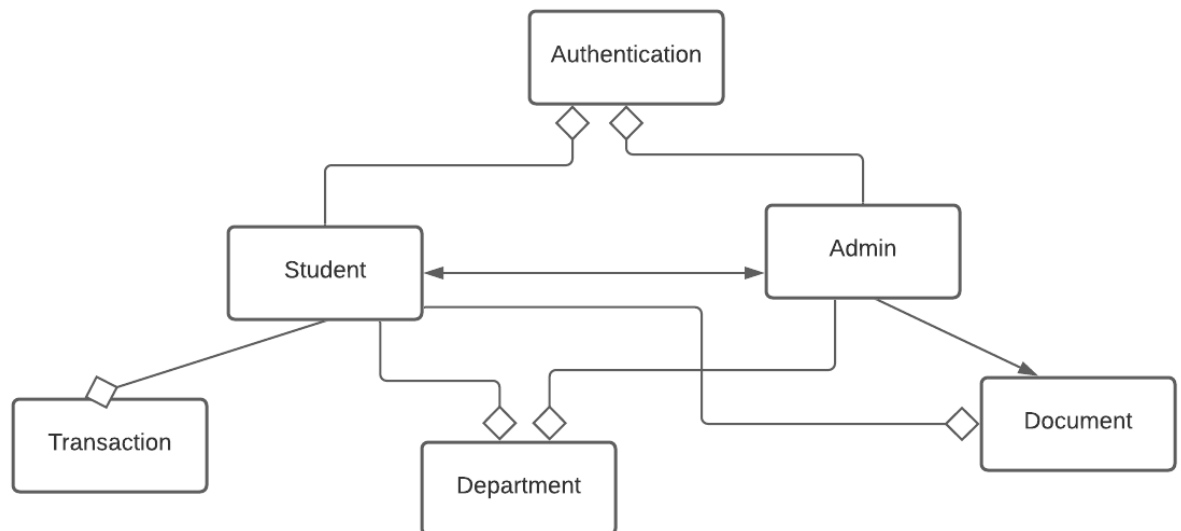 Authentication
Admin
Student
Document
Transaction
Department